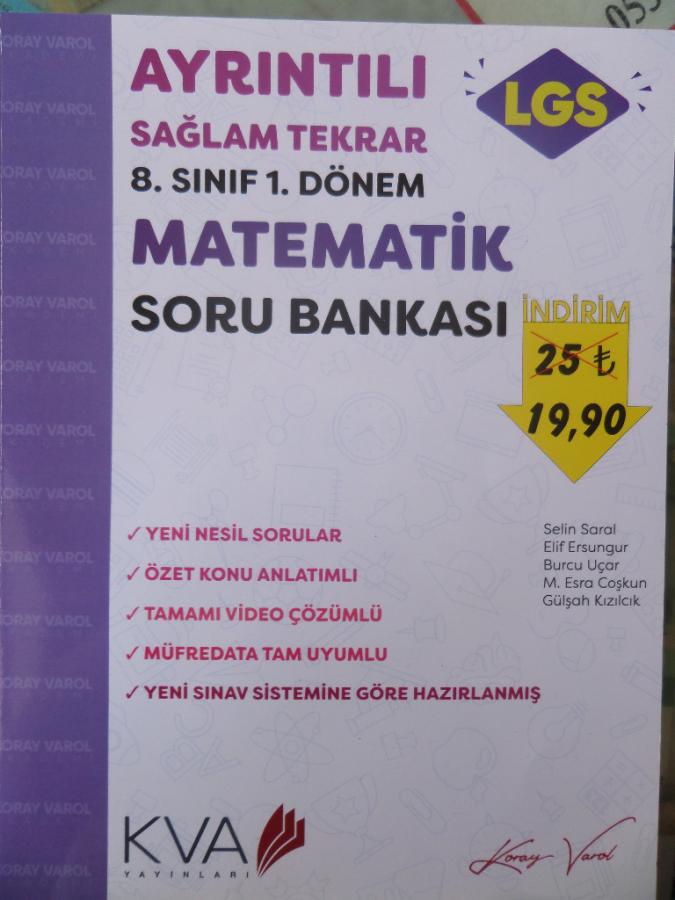 AYRINTILI
LGS
SAĞLAM TEKRAR
8. SINIF 1. DÖNEM
MATEMATİK
SORU BANKASI
İNDİRİM
25 ₺
19,90
Selin Saral
Elif Ersungur
Burcu Uçar
M. Esra Coşkun
Gülşah Kızılcık
✓ YENİ NESİL SORULAR
✓ ÖZET KONU ANLATIMLI
✓ TAMAMI VİDEO ÇÖZÜMLÜ
✓ MÜFREDATA TAM UYUMLU
✓ YENİ SINAV SİSTEMİNE GÖRE HAZIRLANMIŞ
KVA
YAYINLARI
Koray Varol